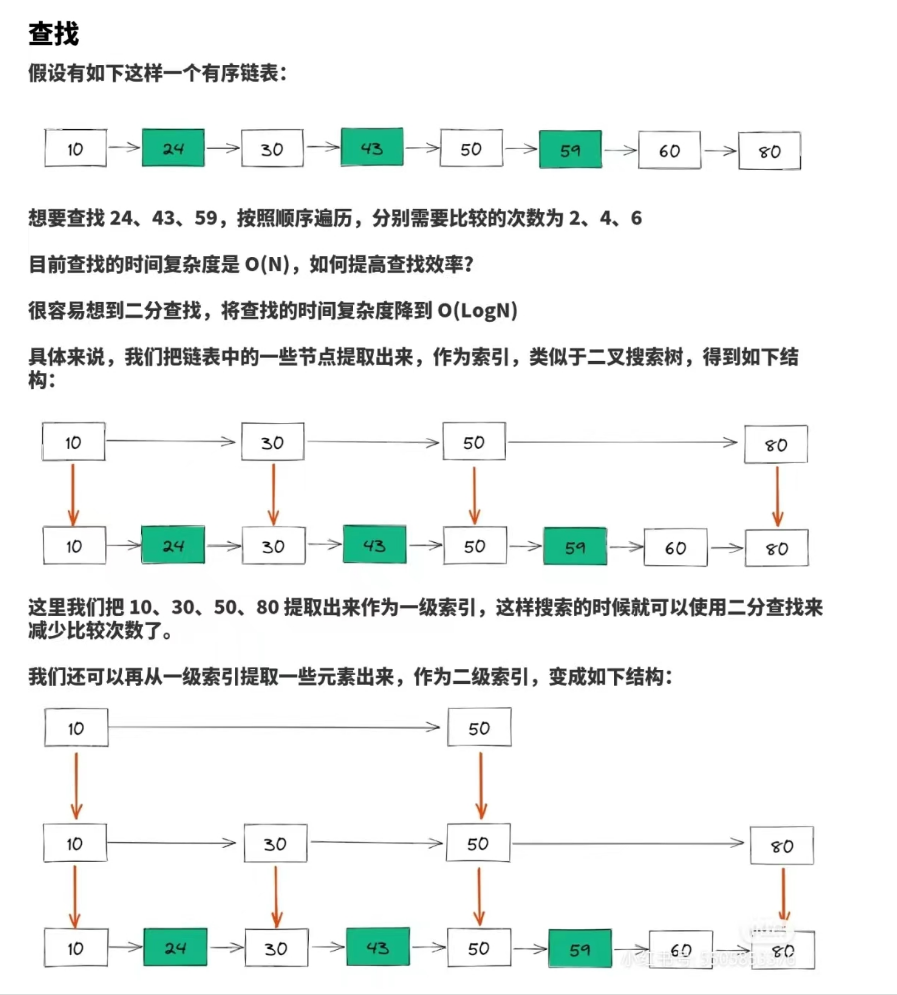 查找
假设有如下这样一个有序链表：
10 24 30 43 50 59 60 80
想要查找 24、43、59，按照顺序遍历，分别需要比较的次数为 2、4、6
目前查找的时间复杂度是 O(N)，如何提高查找效率?
很容易想到二分查找，将查找的时间复杂度降到 O(LogN)
具体来说，我们把链表中的一些节点提取出来，作为索引，类似于二叉搜索树，得到如下结
构：
10 30 50 80
10 24 30 43 50 59 60 80
这里我们把 10、30、50、80 提取出来作为一级索引，这样搜索的时候就可以使用二分查找来
减少比较次数了。
我们还可以再从一级索引提取一些元素出来，作为二级索引，变成如下结构：
10 50
10 30 50 80
10 24 30 43 50 59 60 80
小红书号